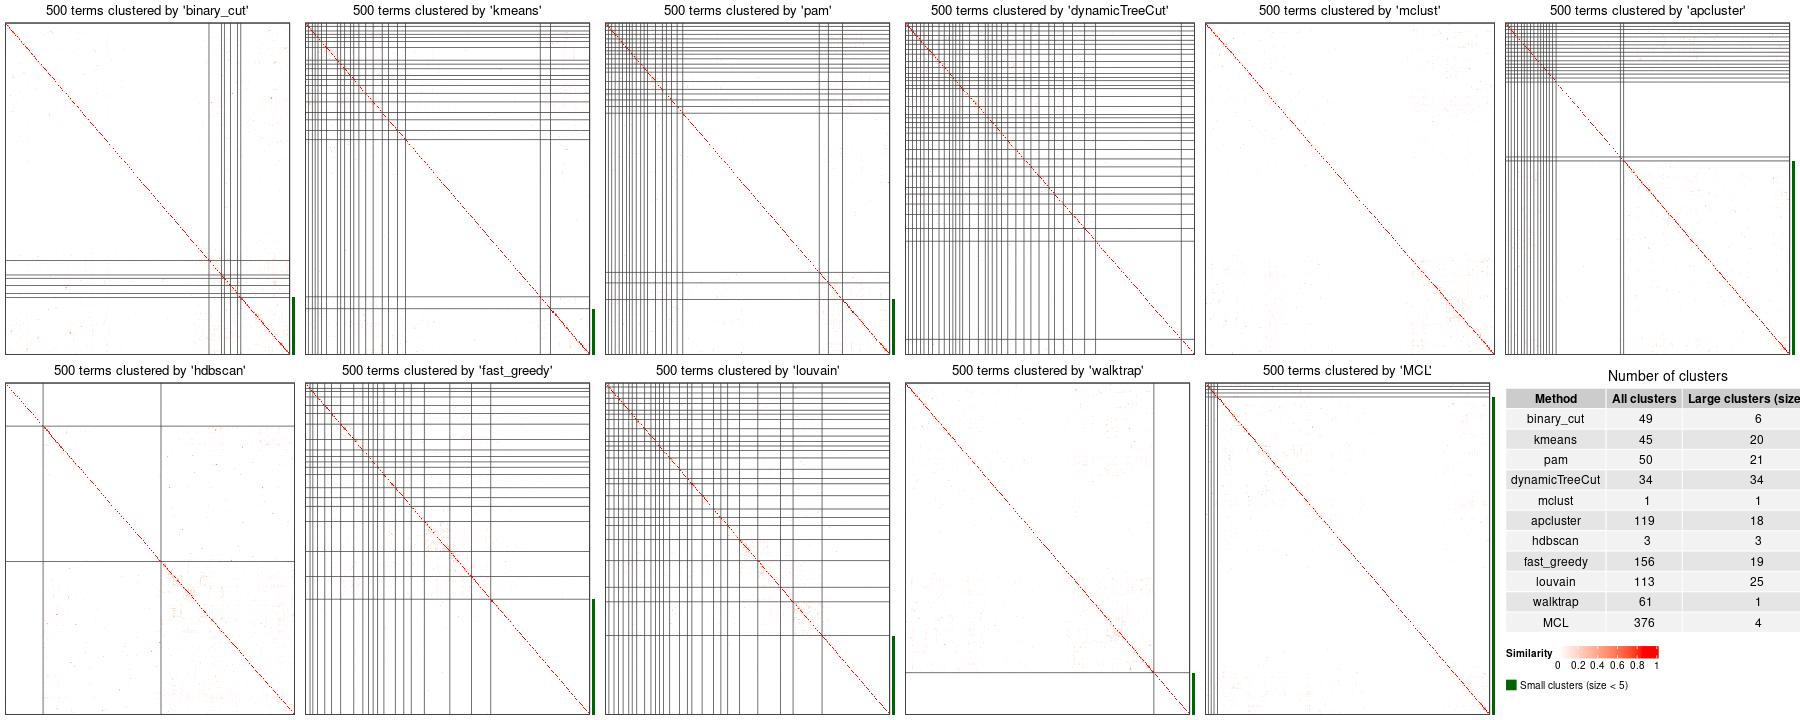 500 terms clustered by 'binary_cut'
500 terms clustered by 'kmeans'
500 terms clustered by 'pam'
500 terms clustered by 'dynamicTreeCut'
500 terms clustered by 'mclust'
500 terms clustered by 'apcluster'
500 terms clustered by 'hdbscan'
500 terms clustered by 'fast_greedy'
500 terms clustered by 'louvain'
500 terms clustered by 'walktrap'
500 terms clustered by 'MCL'
Number of clusters
Method All clusters Large clusters (size
binary_cut 49 6
kmeans 45 20
pam 50 21
dynamicTreeCut 34 34
mclust 1 1
apcluster 119 18
hdbscan 3 3
fast_greedy 156 19
louvain 113 25
walktrap 61 1
MCL 376 4
Similarity
0 0.2 0.4 0.6 0.8 1
Small clusters (size < 5)